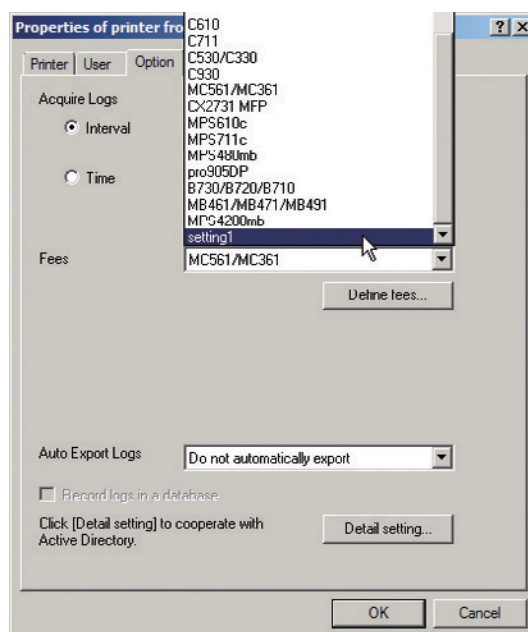 Properties of printer fro
Printer User Option
Acquire Logs
Interval
Time
C610
C711
C530/C330
C930
MC561/MC361
CX2731 MFP
MPS610c
MPS711c
MPS480mb
pro905DP
B730/B720/B710
MB461/MB471/MB491
MPS4200mb
setting1
Fees
MC561/MC361
Define fees...
Auto Export Logs
Do not automatically export
Record logs in a database
Click [Detail setting] to cooperate with
Active Directory.
Detail setting...
OK Cancel